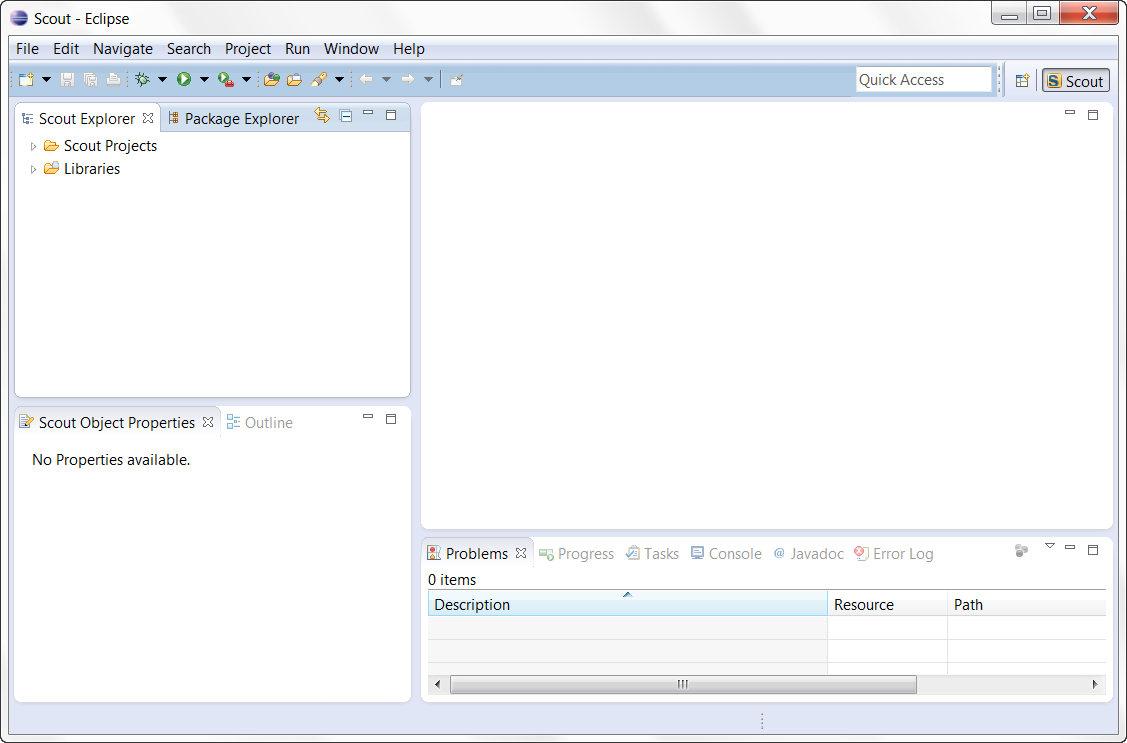 Scout - Eclipse
File Edit Navigate Search Project Run Window Help
Quick Access
Scout
Scout Explorer Package Explorer
Scout Projects
Libraries
Scout Object Properties Outline
No Properties available.
Problems Progress Tasks Console @ Javadoc Error Log
0 items
Description Resource Path